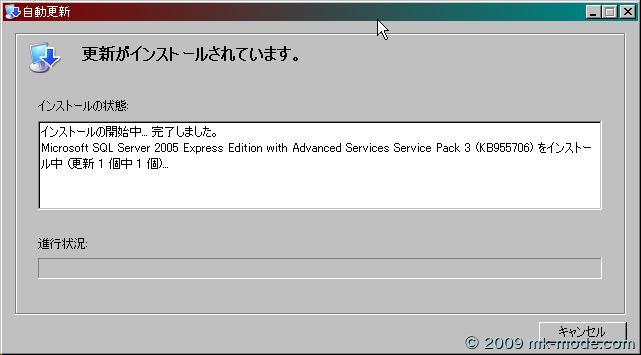 自動更新
更新がインストールされています。
インストールの状態:
インストールの開始中... 完了しました。
Microsoft SQL Server 2005 Express Edition with Advanced Services Service Pack 3 (KB955706) をインストー
ル中 (更新 1 個中 1 個)...
進行状況:
キャンセル
© 2009 mk-mode.com